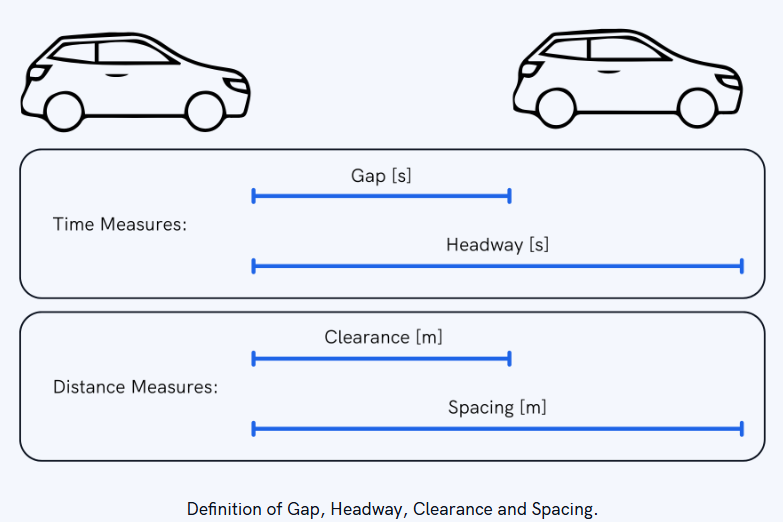 Gap [s]
Time Measures:
Headway [s]
Clearance [m]
Distance Measures:
Spacing [m]
Definition of Gap, Headway, Clearance and Spacing.